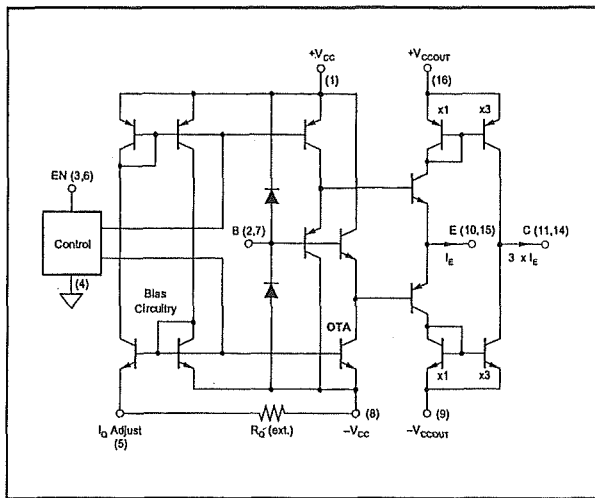 +V_CC
(1)
+V_CCOUT
(16)
x1
x3
EN (3,6)
Control
(4)
B (2,7)
E (10,15)
I_E
C (11,14)
3 x I_E
Bias
Circuitry
OTA
x1
x3
I_Q Adjust
(5)
R_Q (ext.)
(8)
–V_CC
(9)
–V_CCOUT